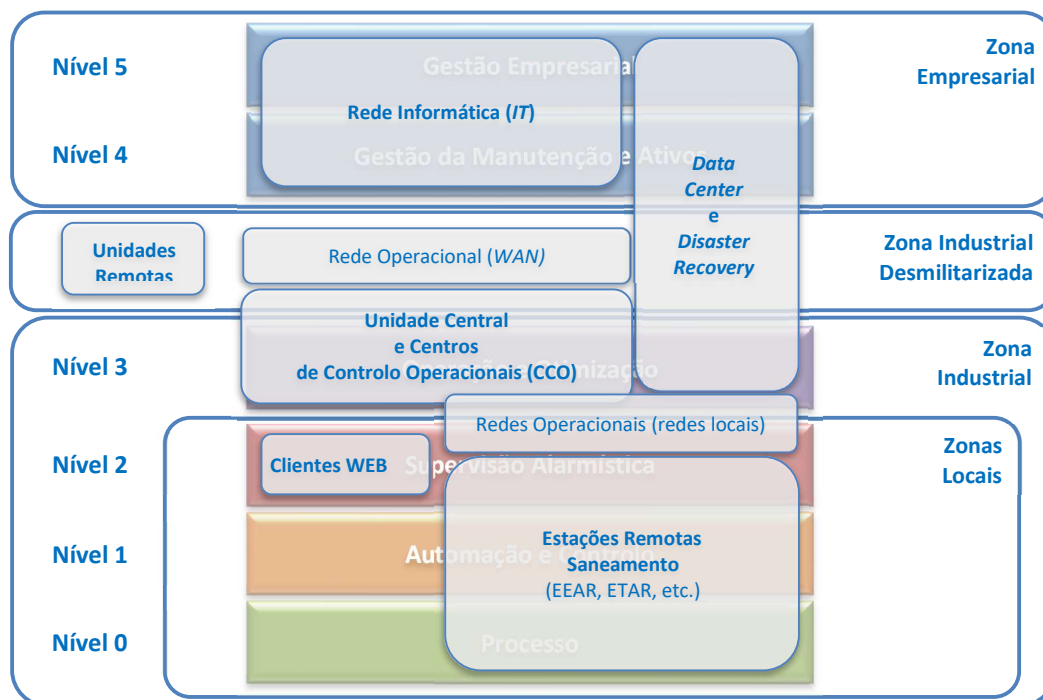 Nível 5
Gestão Empresarial
Zona
Empresarial
Rede Informática (IT)
Nível 4
Gestão da Manutenção e Ativos
Data
Center
e
Disaster
Recovery
Unidades
Remotas
Rede Operacional (WAN)
Zona Industrial
Desmilitarizada
Unidade Central
e Centros
de Controlo Operacionais (CCO)
Nível 3
Zona
Industrial
Redes Operacionais (redes locais)
Nível 2
Clientes WEB
Supervisão Alarmística
Zonas
Locais
Nível 1
Automação e Controlo
Estações Remotas
Saneamento
(EEAR, ETAR, etc.)
Nível 0
Processo